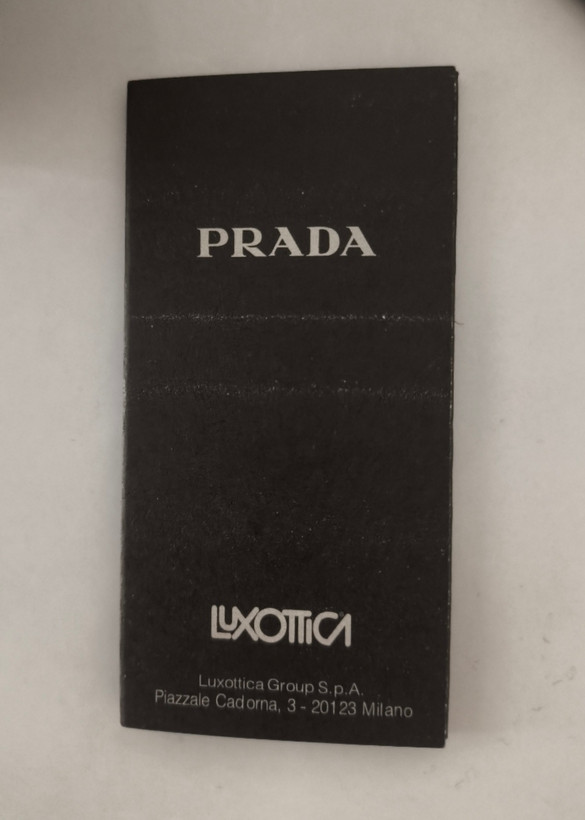 PRADA
LUXOTTICA
Luxottica Group S.p.A.
Piazzale Cadorna, 3 - 20123 Milano